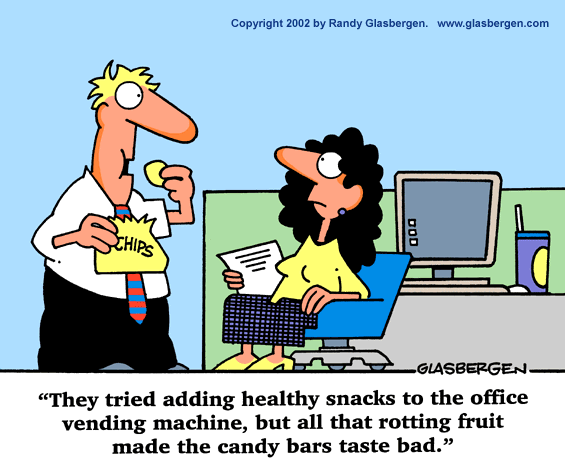 Copyright 2002 by Randy Glasbergen. www.glasbergen.com
CHIPS
GLASBERGEN
“They tried adding healthy snacks to the office
vending machine, but all that rotting fruit
made the candy bars taste bad.”